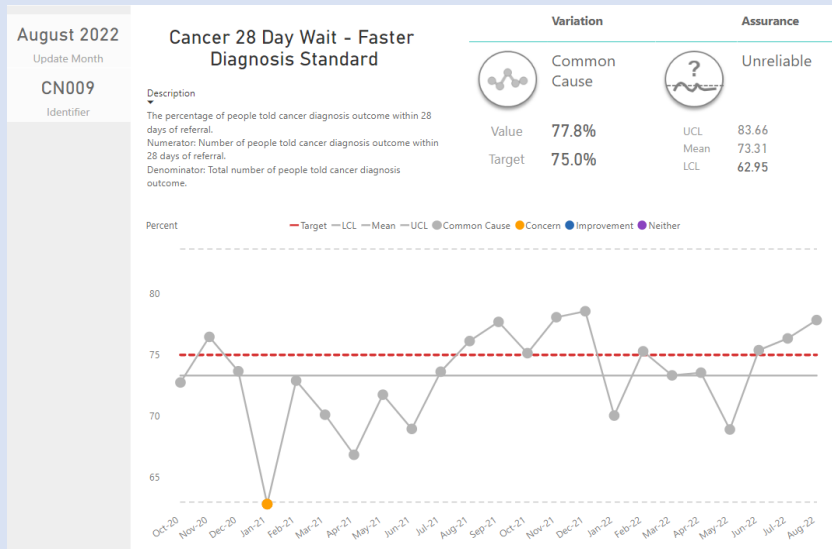 August 2022
Update Month
CN009
Identifier
Cancer 28 Day Wait - Faster
Diagnosis Standard
Description
The percentage of people told cancer diagnosis outcome within 28
days of referral.
Numerator: Number of people told cancer diagnosis outcome within
28 days of referral.
Denominator: Total number of people told cancer diagnosis
outcome.
Variation
Assurance
Common
Cause
?
Unreliable
Value 77.8%
Target 75.0%
UCL 83.66
Mean 73.31
LCL 62.95
Percent
Target LCL Mean UCL Common Cause Concern Improvement Neither
80
75
70
65
Oct-20 Nov-20 Dec-20 Jan-21 Feb-21 Mar-21 Apr-21 May-21 Jun-21 Jul-21 Aug-21 Sep-21 Oct-21 Nov-21 Dec-21 Jan-22 Feb-22 Mar-22 Apr-22 May-22 Jun-22 Jul-22 Aug-22